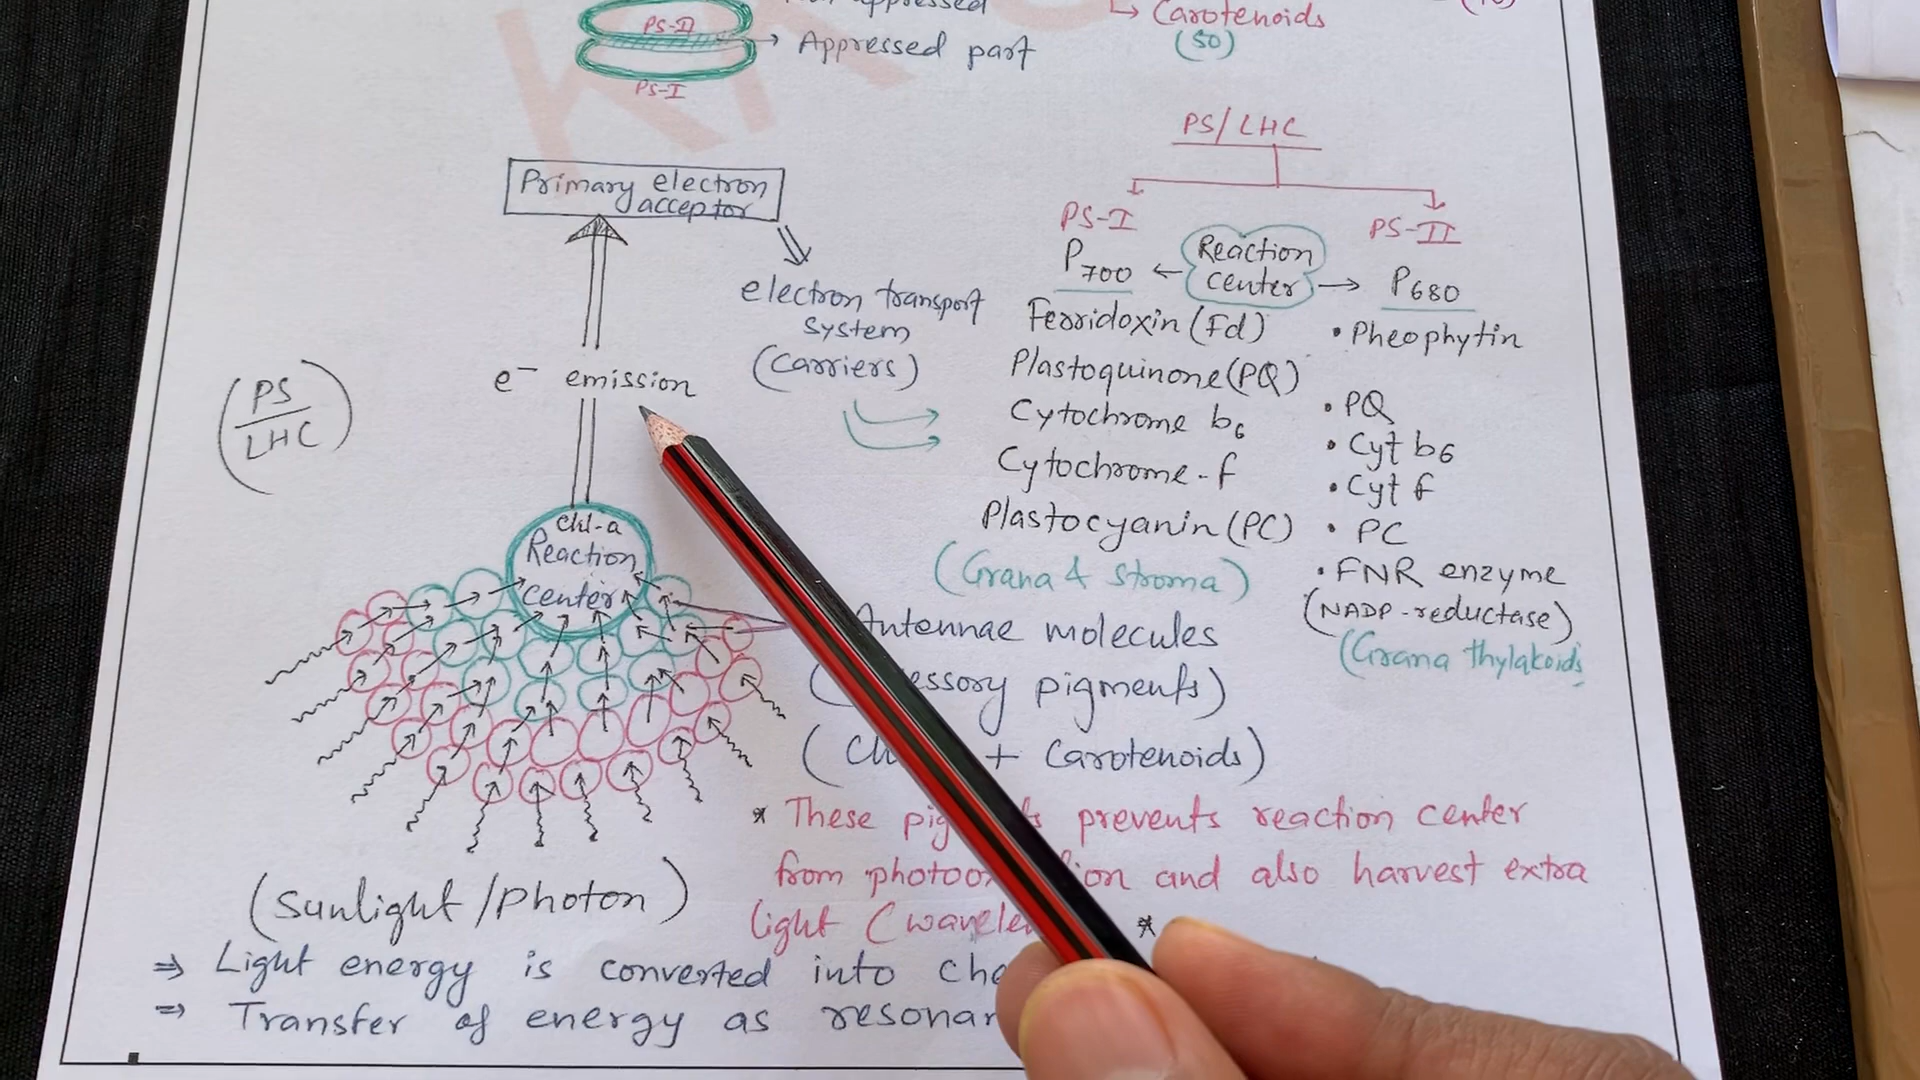 PS-II
appressed
Appressed part
PS-I
Carotenoids
(50)
Primary electron
acceptor
electron transport
system
(carriers)
e⁻ emission
(PS/LHC)
Chl-a
Reaction
center
PS/LHC
PS-I
PS-II
Reaction
center
P700
P680
Ferridoxin (Fd)
Plastoquinone (PQ)
Cytochrome b6
Cytochrome-f
Plastocyanin (PC)
(Grana & stroma)
• Pheophytin
• PQ
• Cyt b6
• Cyt f
• PC
• FNR enzyme
(NADP-reductase)
(Grana thylakoids
Antennae molecules
pigments)
+ Carotenoids)
* These prevents reaction center
from and also harvest extra
light
*
(Sunlight/Photon)
⇒ Light energy is converted into
⇒ Transfer of energy as